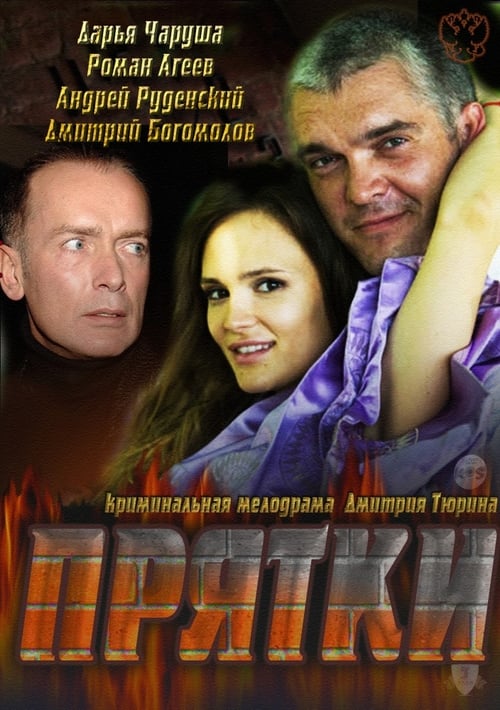 Дарья Чаруша
Роман Агеев
Андрей Руденский
Дмитрий Богомолов
криминальная мелодрама Дмитрия Тюрина
ПРЯТКИ